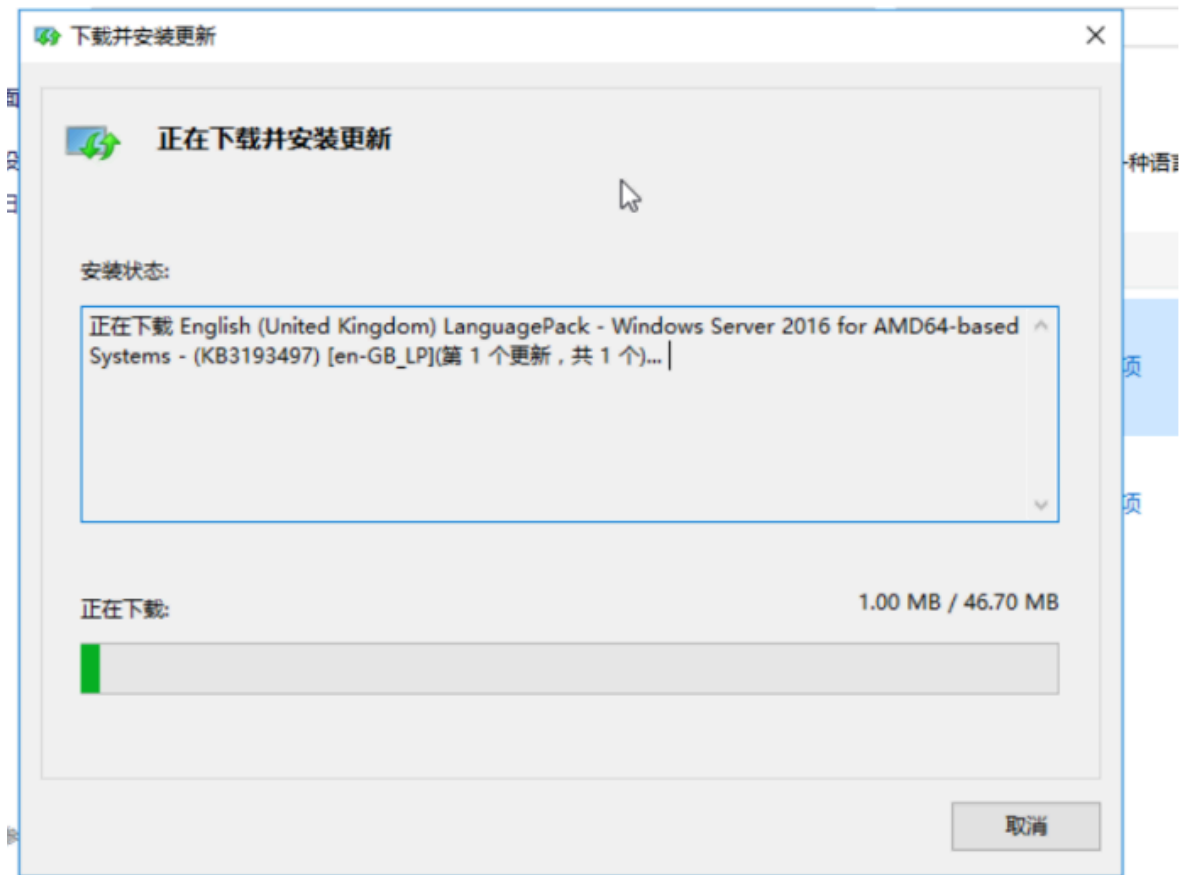 下载并安装更新
正在下载并安装更新
种语言
安装状态:
正在下载 English (United Kingdom) LanguagePack - Windows Server 2016 for AMD64-based
Systems - (KB3193497) [en-GB_LP](第 1 个更新，共 1 个)...
项
项
正在下载:
1.00 MB / 46.70 MB
取消